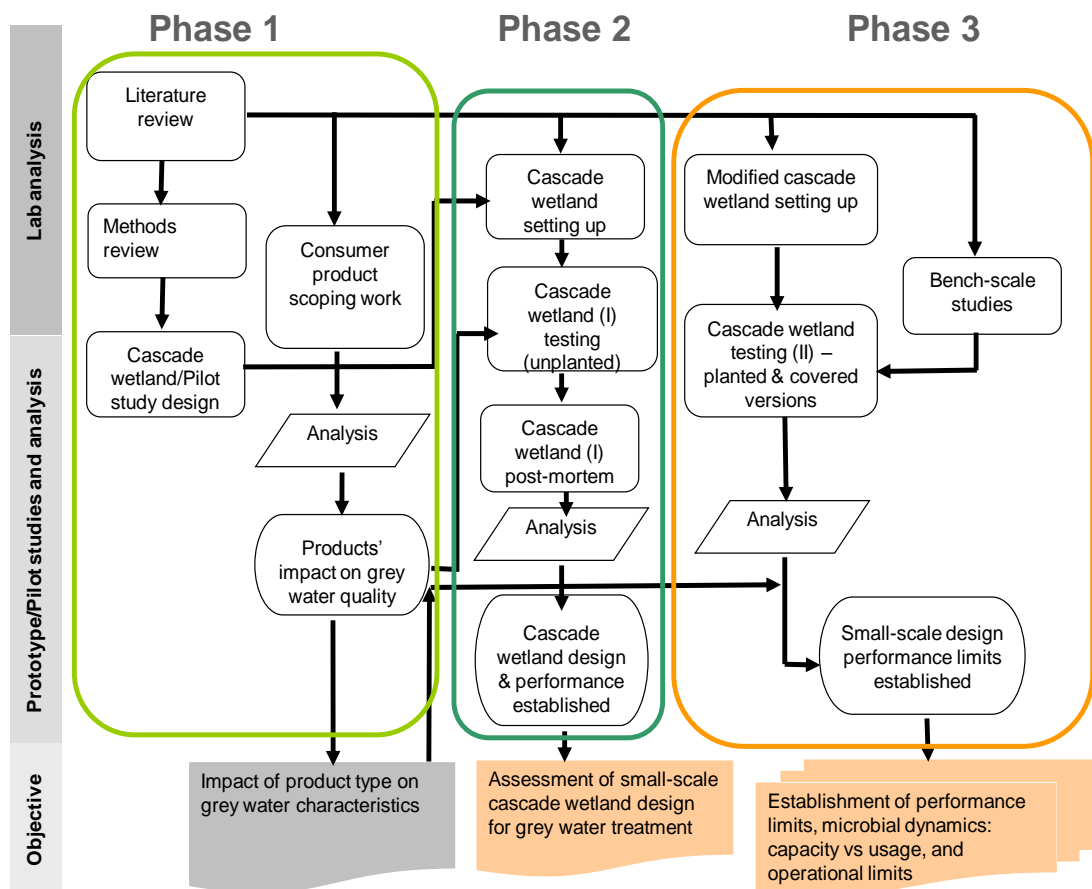 Phase 1
Phase 2
Phase 3
Lab analysis
Prototype/Pilot studies and analysis
Objective
Literature
review
Methods
review
Cascade
wetland/Pilot
study design
Consumer
product
scoping work
Analysis
Products'
impact on grey
water quality
Impact of product type on
grey water characteristics
Cascade
wetland
setting up
Cascade
wetland (I)
testing
(unplanted)
Cascade
wetland (I)
post-mortem
Analysis
Cascade
wetland design
& performance
established
Assessment of small-scale
cascade wetland design
for grey water treatment
Modified cascade
wetland setting up
Bench-scale
studies
Cascade wetland
testing (II) –
planted & covered
versions
Analysis
Small-scale design
performance limits
established
Establishment of performance
limits, microbial dynamics:
capacity vs usage, and
operational limits